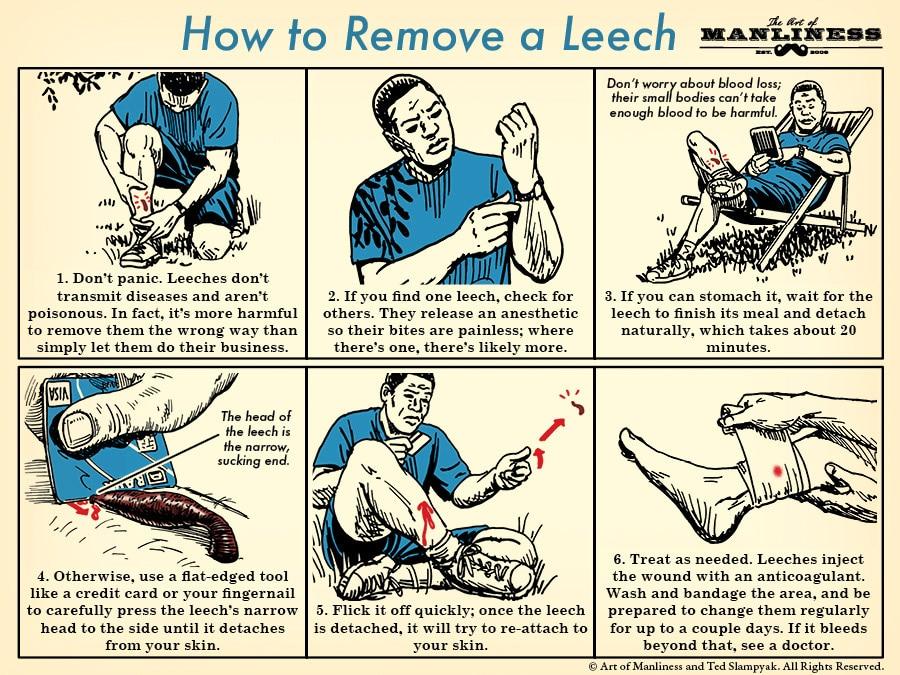 How to Remove a Leech
The Art of
MANLINESS
EST. 2008
1. Don't panic. Leeches don't
transmit diseases and aren't
poisonous. In fact, it's more harmful
to remove them the wrong way than
simply let them do their business.
2. If you find one leech, check for
others. They release an anesthetic
so their bites are painless; where
there's one, there's likely more.
Don't worry about blood loss;
their small bodies can't take
enough blood to be harmful.
3. If you can stomach it, wait for the
leech to finish its meal and detach
naturally, which takes about 20
minutes.
VISA
The head of
the leech is
the narrow,
sucking end.
4. Otherwise, use a flat-edged tool
like a credit card or your fingernail
to carefully press the leech's narrow
head to the side until it detaches
from your skin.
5. Flick it off quickly; once the leech
is detached, it will try to re-attach to
your skin.
6. Treat as needed. Leeches inject
the wound with an anticoagulant.
Wash and bandage the area, and be
prepared to change them regularly
for up to a couple days. If it bleeds
beyond that, see a doctor.
© Art of Manliness and Ted Slampyak. All Rights Reserved.